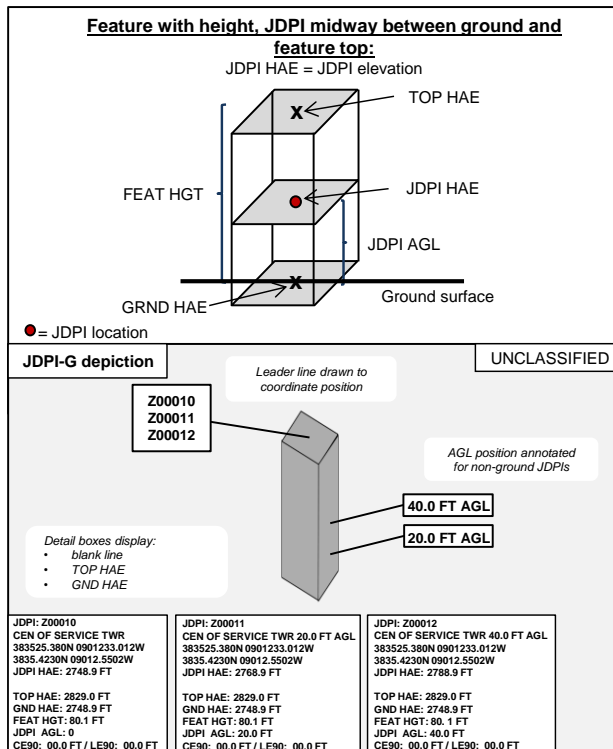 Feature with height, JDPI midway between ground and
feature top:
JDPI HAE = JDPI elevation
TOP HAE
X
FEAT HGT
JDPI HAE
JDPI AGL
X
GRND HAE
Ground surface
= JDPI location
JDPI-G depiction
UNCLASSIFIED
Leader line drawn to
coordinate position
Z00010
Z00011
Z00012
AGL position annotated
for non-ground JDPIs
40.0 FT AGL
20.0 FT AGL
Detail boxes display:
• blank line
• TOP HAE
• GND HAE
JDPI: Z00010
CEN OF SERVICE TWR
383525.380N 0901233.012W
3835.4230N 09012.5502W
JDPI HAE: 2748.9 FT
TOP HAE: 2829.0 FT
GND HAE: 2748.9 FT
FEAT HGT: 80.1 FT
JDPI AGL: 0
CE90: 00.0 FT / LE90: 00.0 FT
JDPI: Z00011
CEN OF SERVICE TWR 20.0 FT AGL
383525.380N 0901233.012W
3835.4230N 09012.5502W
JDPI HAE: 2768.9 FT
TOP HAE: 2829.0 FT
GND HAE: 2748.9 FT
FEAT HGT: 80.1 FT
JDPI AGL: 20.0 FT
CE90: 00.0 FT / LE90: 00.0 FT
JDPI: Z00012
CEN OF SERVICE TWR 40.0 FT AGL
383525.380N 0901233.012W
3835.4230N 09012.5502W
JDPI HAE: 2788.9 FT
TOP HAE: 2829.0 FT
GND HAE: 2748.9 FT
FEAT HGT: 80. 1 FT
JDPI AGL: 40.0 FT
CE90: 00.0 FT / LE90: 00.0 FT